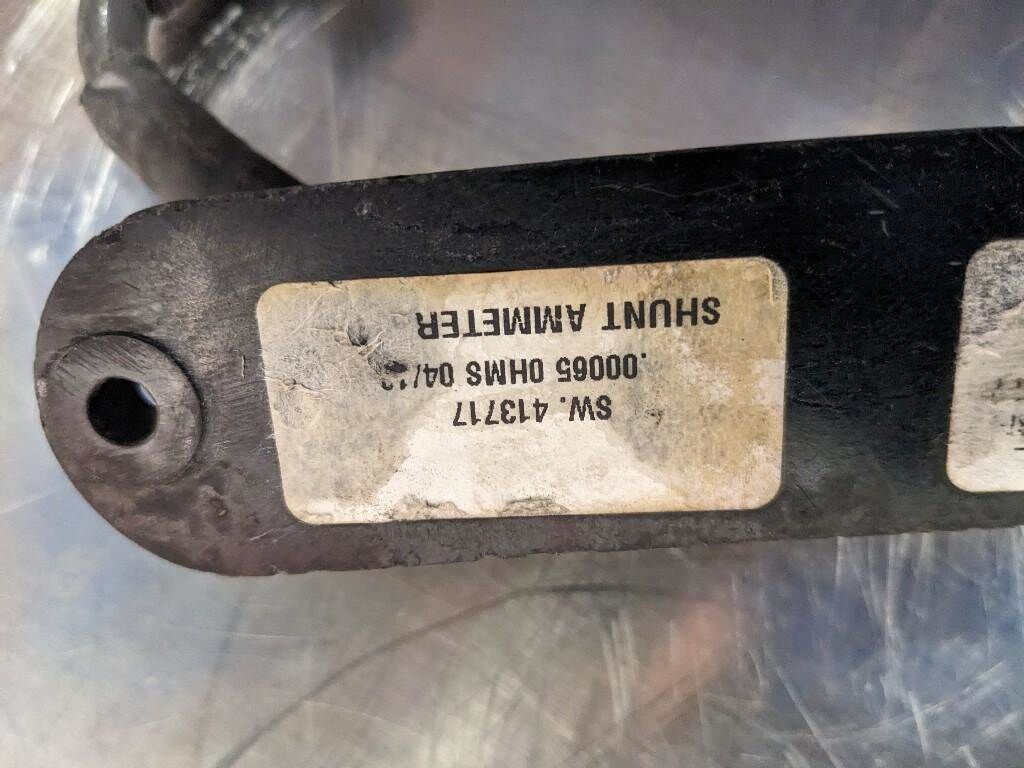 SHUNT AMMETER
.00065 OHMS
SW. 413717